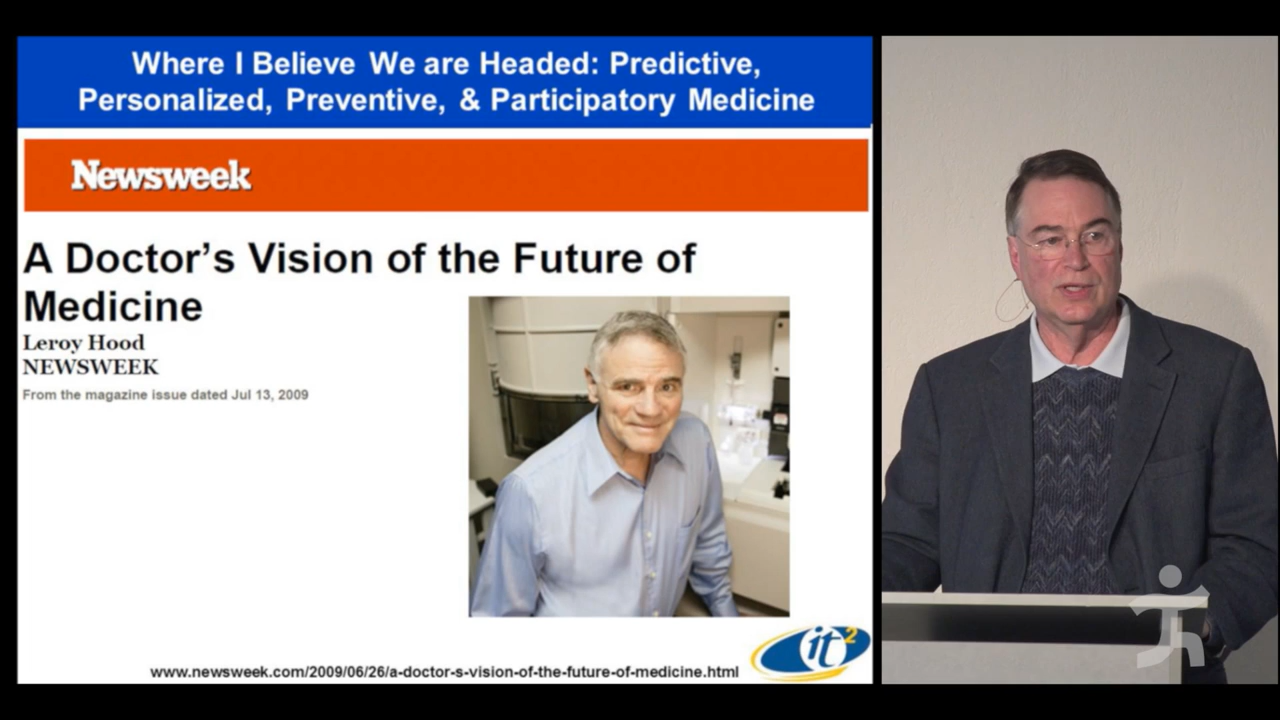 Where I Believe We are Headed: Predictive,
Personalized, Preventive, & Participatory Medicine
Newsweek
A Doctor's Vision of the Future of
Medicine
Leroy Hood
NEWSWEEK
From the magazine issue dated Jul 13, 2009
it2
www.newsweek.com/2009/06/26/a-doctor-s-vision-of-the-future-of-medicine.html